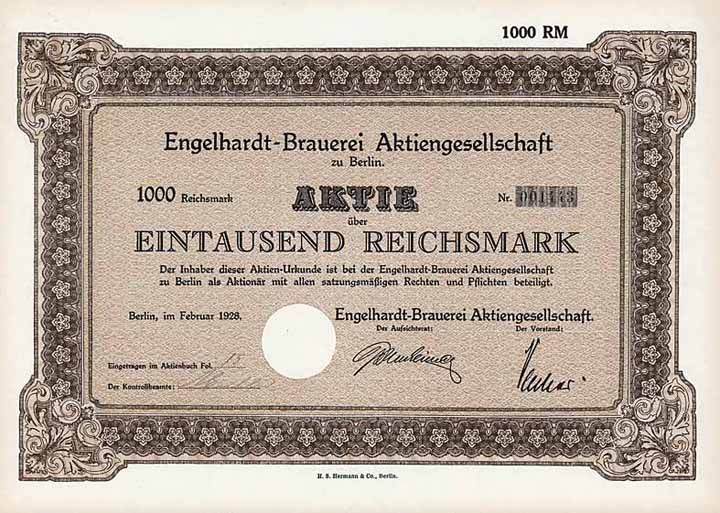 1000 RM
Engelhardt-Brauerei Aktiengesellschaft
zu Berlin.
1000 Reichsmark AKTIE Nr.
über
EINTAUSEND REICHSMARK
Der Inhaber dieser Aktien-Urkunde ist bei der Engelhardt-Brauerei Aktiengesellschaft
zu Berlin als Aktionär mit allen satzungsmäßigen Rechten und Pflichten beteiligt.
Berlin, im Februar 1928. Engelhardt-Brauerei Aktiengesellschaft.
Der Aufsichtsrat: Der Vorstand:
Eingetragen im Aktienbuch Fol. 15
Der Kontrollbeamte:
H. S. Hermann & Co., Berlin.